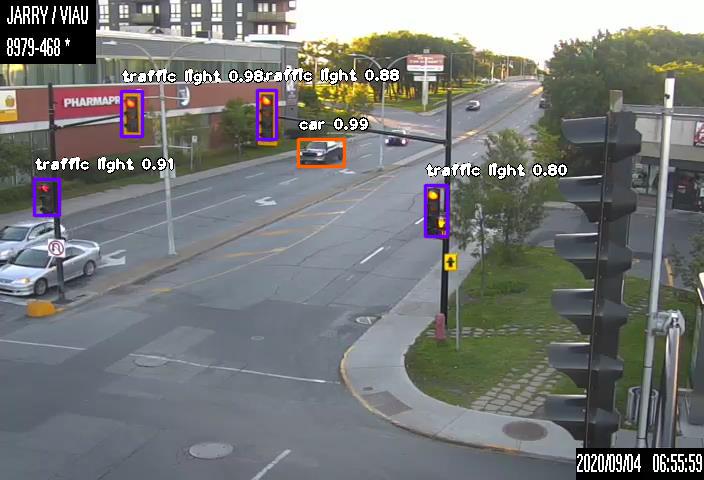 JARRY / VIAU
8979-468 *
traffic light 0.98
raffic light 0.88
car 0.99
PHARMAPR
traffic light 0.91
traffic light 0.80
2020/09/04 06:55:59